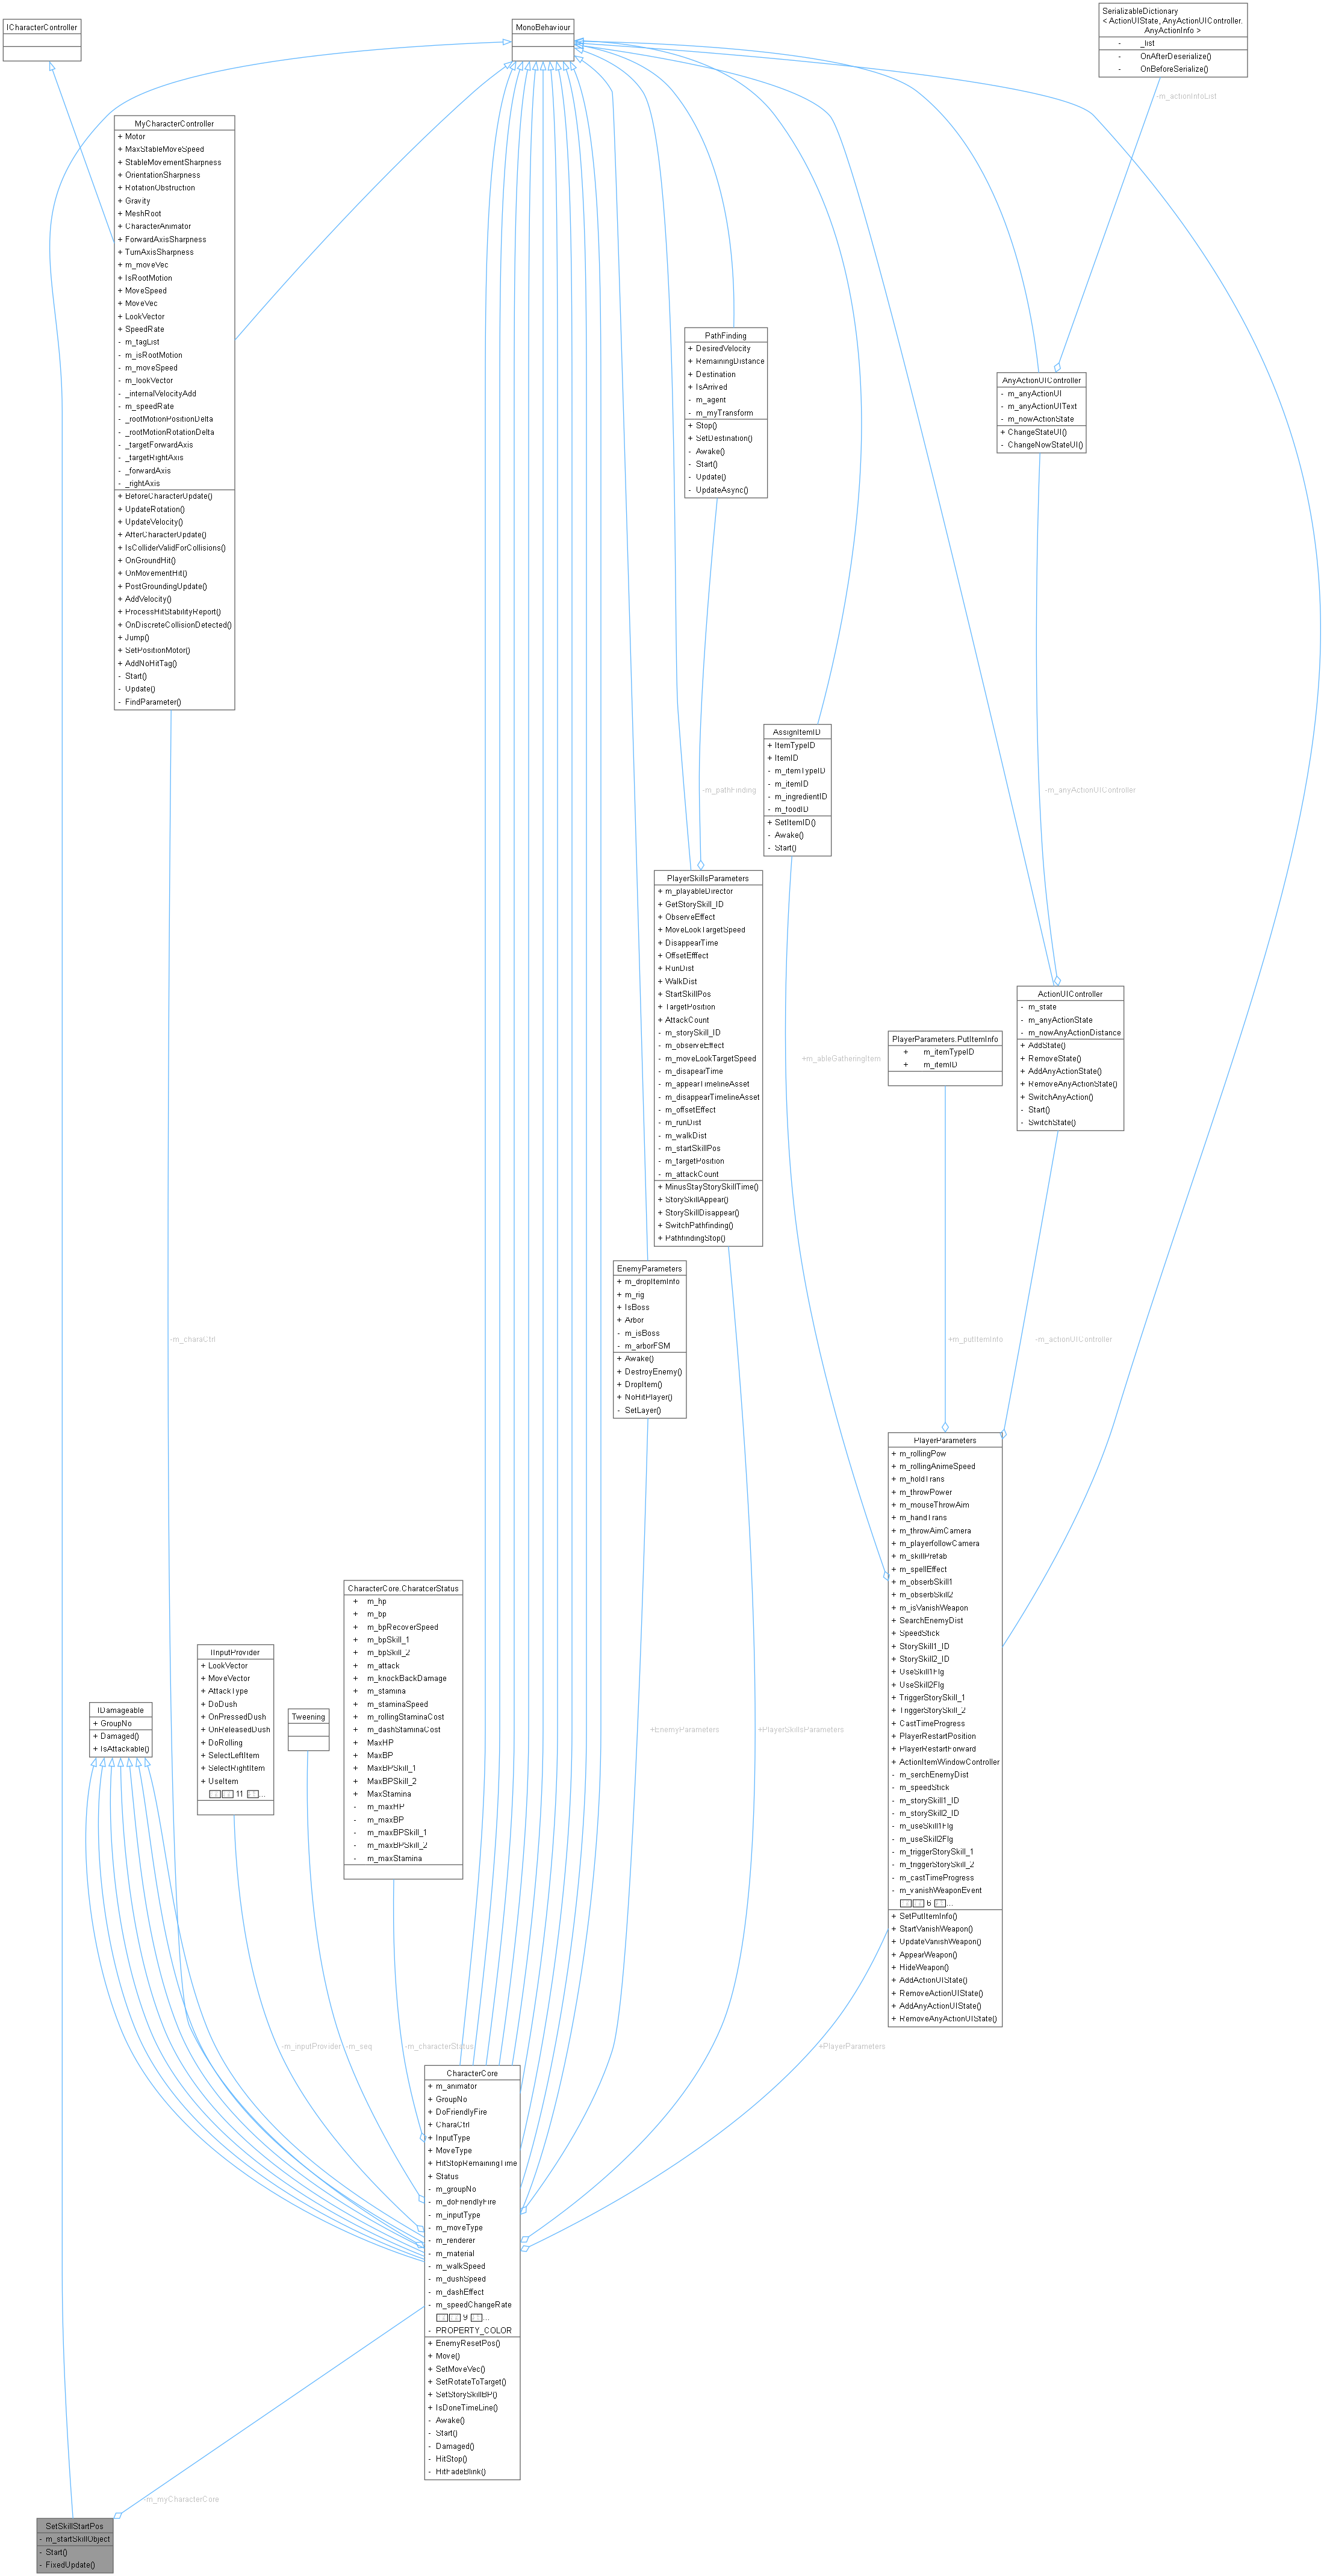 ICharacterController
MonoBehaviour
SerializableDictionary
< ActionUIState, AnyActionUIController.
AnyActionInfo >
- _list
- OnAfterDeserialize()
- OnBeforeSerialize()
-m_actionInfoList
MyCharacterController
+ Motor
+ MaxStableMoveSpeed
+ StableMovementSharpness
+ OrientationSharpness
+ RotationObstruction
+ Gravity
+ MeshRoot
+ CharacterAnimator
+ ForwardAxisSharpness
+ TurnAxisSharpness
+ m_moveVec
+ IsRootMotion
+ MoveSpeed
+ MoveVec
+ LookVector
+ SpeedRate
- m_tagList
- m_isRootMotion
- m_moveSpeed
- m_lookVector
- _internalVelocityAdd
- m_speedRate
- _rootMotionPositionDelta
- _rootMotionRotationDelta
- _targetForwardAxis
- _targetRightAxis
- _forwardAxis
- _rightAxis
+ BeforeCharacterUpdate()
+ UpdateRotation()
+ UpdateVelocity()
+ AfterCharacterUpdate()
+ IsColliderValidForCollisions()
+ OnGroundHit()
+ OnMovementHit()
+ PostGroundingUpdate()
+ AddVelocity()
+ ProcessHitStabilityReport()
+ OnDiscreteCollisionDetected()
+ Jump()
+ SetPositionMotor()
+ AddNoHitTag()
- Start()
- Update()
- FindParameter()
PathFinding
+ DesiredVelocity
+ RemainingDistance
+ Destination
+ IsArrived
- m_agent
- m_myTransform
+ Stop()
+ SetDestination()
- Awake()
- Start()
- Update()
- UpdateAsync()
AnyActionUIController
- m_anyActionUI
- m_anyActionUIText
- m_nowActionState
+ ChangeStateUI()
- ChangeNowStateUI()
-m_pathFinding
-m_anyActionUIController
AssignItemID
+ ItemTypeID
+ ItemID
- m_itemTypeID
- m_itemID
- m_ingredientID
- m_foodID
+ SetItemID()
- Awake()
- Start()
PlayerSkillsParameters
+ m_playableDirector
+ GetStorySkill_ID
+ ObserveEffect
+ MoveLookTargetSpeed
+ DisappearTime
+ OffsetEfffect
+ RunDist
+ WalkDist
+ StartSkillPos
+ TargetPosition
+ AttackCount
- m_storySkill_ID
- m_observeEffect
- m_moveLookTargetSpeed
- m_disapearTime
- m_appearTimelineAsset
- m_disappearTimelineAsset
- m_offsetEffect
- m_runDist
- m_walkDist
- m_startSkillPos
- m_targetPosition
- m_attackCount
+ MinusStayStorySkillTime()
+ StorySkillAppear()
+ StorySkillDisappear()
+ SwitchPathfinding()
+ PathfindingStop()
+m_ableGatheringItem
PlayerParameters.PutItemInfo
+ m_itemTypeID
+ m_itemID
ActionUIController
- m_state
- m_anyActionState
- m_nowAnyActionDistance
+ AddState()
+ RemoveState()
+ AddAnyActionState()
+ RemoveAnyActionState()
+ SwitchAnyAction()
- Start()
- SwitchState()
EnemyParameters
+ m_dropItemInfo
+ m_rig
+ IsBoss
+ Arbor
- m_isBoss
- m_arborFSM
+ Awake()
+ DestroyEnemy()
+ DropItem()
+ NoHitPlayer()
- SetLayer()
-m_charaCtrl
+m_putItemInfo
-m_actionUIController
PlayerParameters
+ m_rollingPow
+ m_rollingAnimeSpeed
+ m_holdTrans
+ m_throwPower
+ m_mouseThrowAim
+ m_handTrans
+ m_throwAimCamera
+ m_playerfollowCamera
+ m_skillPrefab
+ m_spellEffect
+ m_obserbSkill1
+ m_obserbSkill2
+ m_isVanishWeapon
+ SearchEnemyDist
+ SpeedStick
+ StorySkill1_ID
+ StorySkill2_ID
+ UseSkill1Flg
+ UseSkill2Flg
+ TriggerStorySkill_1
+ TriggerStorySkill_2
+ CastTimeProgress
+ PlayerRestartPosition
+ PlayerRestartForward
+ ActionItemWindowController
- m_serchEnemyDist
- m_speedStick
- m_storySkill1_ID
- m_storySkill2_ID
- m_useSkill1Flg
- m_useSkill2Flg
- m_triggerStorySkill_1
- m_triggerStorySkill_2
- m_castTimeProgress
- m_vanishWeaponEvent
6 ...
+ SetPutItemInfo()
+ StartVanishWeapon()
+ UpdateVanishWeapon()
+ AppearWeapon()
+ HideWeapon()
+ AddActionUIState()
+ RemoveActionUIState()
+ AddAnyActionUIState()
+ RemoveAnyActionUIState()
CharacterCore.CharatcerStatus
+ m_hp
+ m_bp
+ m_bpRecoverSpeed
+ m_bpSkill_1
+ m_bpSkill_2
+ m_attack
+ m_knockBackDamage
+ m_stamina
+ m_staminaSpeed
+ m_rollingStaminaCost
+ m_dashStaminaCost
+ MaxHP
+ MaxBP
+ MaxBPSkill_1
+ MaxBPSkill_2
+ MaxStamina
- m_maxHP
- m_maxBP
- m_maxBPSkill_1
- m_maxBPSkill_2
- m_maxStamina
IInputProvider
+ LookVector
+ MoveVector
+ AttackType
+ DoDush
+ OnPressedDush
+ OnReleasedDush
+ DoRolling
+ SelectLeftItem
+ SelectRightItem
+ UseItem
11 ...
IDamageable
+ GroupNo
+ Damaged()
+ IsAttackable()
Tweening
+EnemyParameters
+PlayerSkillsParameters
-m_inputProvider
-m_seq
-m_characterStatus
+PlayerParameters
CharacterCore
+ m_animator
+ GroupNo
+ DoFriendlyFire
+ CharaCtrl
+ InputType
+ MoveType
+ HitStopRemainingTime
+ Status
- m_groupNo
- m_doFriendlyFire
- m_inputType
- m_moveType
- m_renderer
- m_material
- m_walkSpeed
- m_dushSpeed
- m_dashEffect
- m_speedChangeRate
9 ...
- PROPERTY_COLOR
+ EnemyResetPos()
+ Move()
+ SetMoveVec()
+ SetRotateToTarget()
+ SetStorySkillBP()
+ IsDoneTimeLine()
- Awake()
- Start()
- Damaged()
- HitStop()
- HitFadeBlink()
-m_myCharacterCore
SetSkillStartPos
- m_startSkillObject
- Start()
- FixedUpdate()